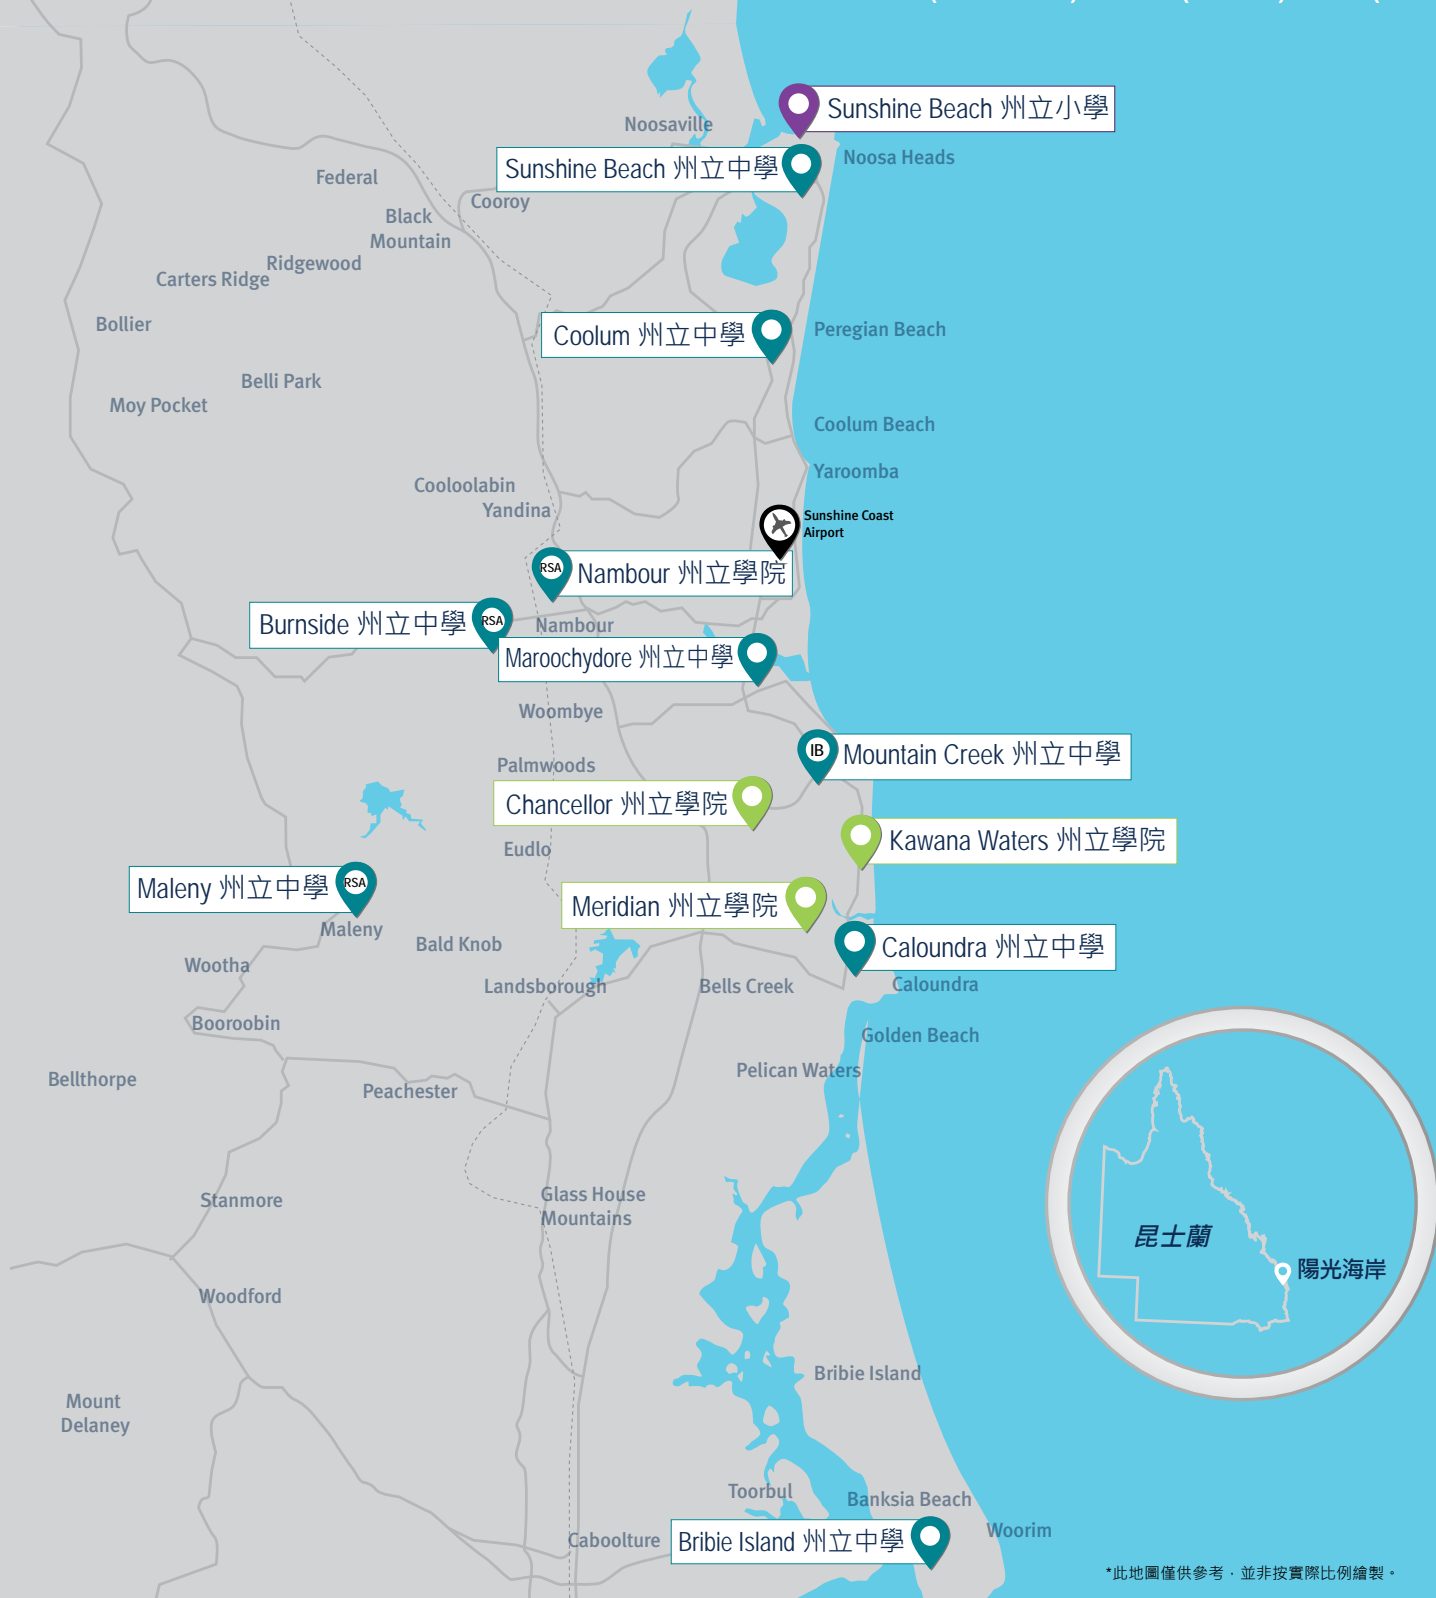 Sunshine Beach 州立小學
Noosaville
Noosa Heads
Sunshine Beach 州立中學
Federal
Cooroy
Black
Mountain
Ridgewood
Carters Ridge
Bollier
Peregian Beach
Coolum 州立中學
Belli Park
Moy Pocket
Coolum Beach
Yaroomba
Cooloolabin
Yandina
Sunshine Coast
Airport
RSA
Nambour 州立學院
Burnside 州立中學
RSA
Nambour
Maroochydore 州立中學
Woombye
IB
Mountain Creek 州立中學
Palmwoods
Chancellor 州立學院
Kawana Waters 州立學院
Eudlo
Maleny 州立中學
RSA
Meridian 州立學院
Maleny
Bald Knob
Caloundra 州立中學
Wootha
Landsborough
Bells Creek
Caloundra
Booroobin
Golden Beach
Pelican Waters
Bellthorpe
Peachester
Stanmore
Glass House
Mountains
昆士蘭
陽光海岸
Woodford
Bribie Island
Mount
Delaney
Toorbul
Banksia Beach
Woorim
Caboolture
Bribie Island 州立中學
*此地圖僅供參考，並非按實際比例繪製。